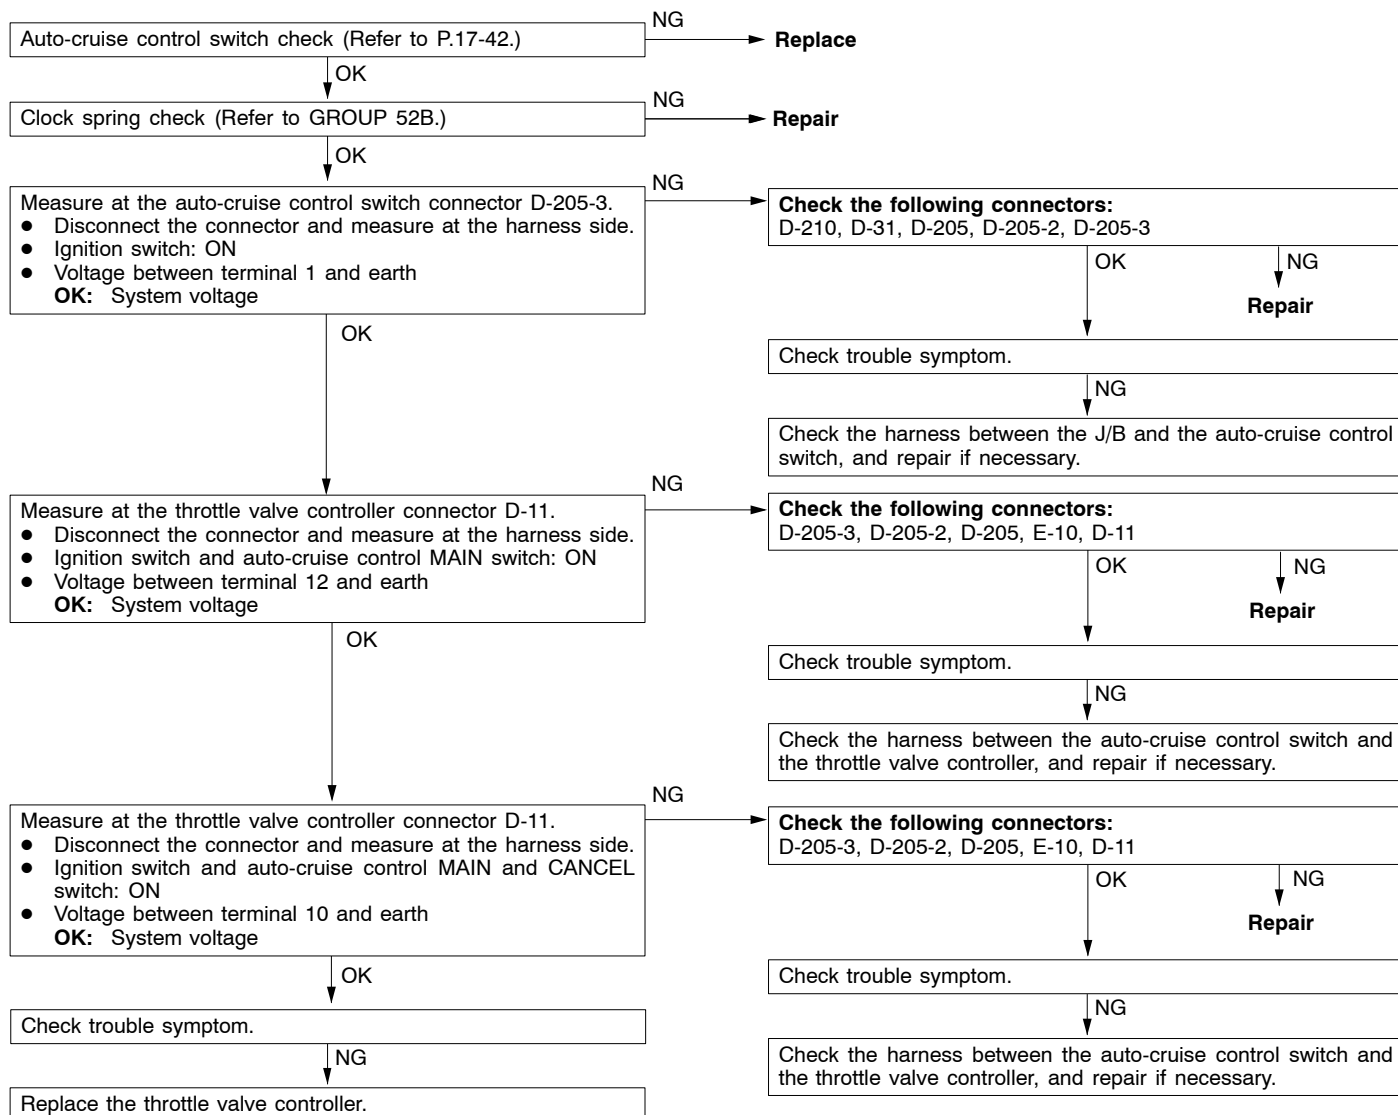 Auto-cruise control switch check (Refer to P.17-42.)
NG
Replace
OK
Clock spring check (Refer to GROUP 52B.)
NG
Repair
OK
Measure at the auto-cruise control switch connector D-205-3.
● Disconnect the connector and measure at the harness side.
● Ignition switch: ON
● Voltage between terminal 1 and earth
OK: System voltage
NG
Check the following connectors:
D-210, D-31, D-205, D-205-2, D-205-3
OK
NG
Repair
Check trouble symptom.
NG
Check the harness between the J/B and the auto-cruise control
switch, and repair if necessary.
OK
Measure at the throttle valve controller connector D-11.
● Disconnect the connector and measure at the harness side.
● Ignition switch and auto-cruise control MAIN switch: ON
● Voltage between terminal 12 and earth
OK: System voltage
NG
Check the following connectors:
D-205-3, D-205-2, D-205, E-10, D-11
OK
NG
Repair
Check trouble symptom.
NG
Check the harness between the auto-cruise control switch and
the throttle valve controller, and repair if necessary.
OK
Measure at the throttle valve controller connector D-11.
● Disconnect the connector and measure at the harness side.
● Ignition switch and auto-cruise control MAIN and CANCEL
switch: ON
● Voltage between terminal 10 and earth
OK: System voltage
NG
Check the following connectors:
D-205-3, D-205-2, D-205, E-10, D-11
OK
NG
Repair
Check trouble symptom.
NG
Check the harness between the auto-cruise control switch and
the throttle valve controller, and repair if necessary.
OK
Check trouble symptom.
NG
Replace the throttle valve controller.